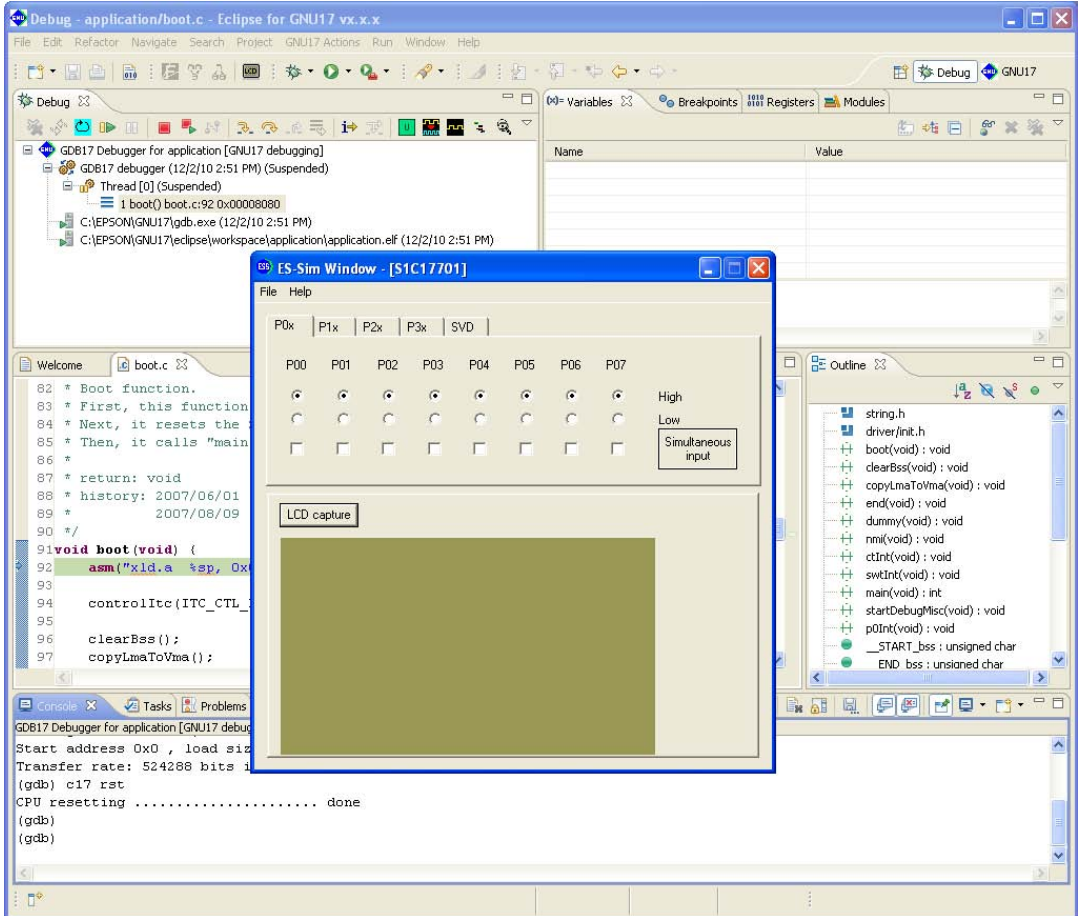 Debug - application/boot.c - Eclipse for GNU17 vx.x.x
File Edit Refactor Navigate Search Project GNU17 Actions Run Window Help
Debug GNU17
Debug
GDB17 Debugger for application [GNU17 debugging]
GDB17 debugger (12/2/10 2:51 PM) (Suspended)
Thread [0] (Suspended)
1 boot() boot.c:92 0x00008080
C:\EPSON\GNU17\gdb.exe (12/2/10 2:51 PM)
C:\EPSON\GNU17\eclipse\workspace\application\application.elf (12/2/10 2:51 PM)
(x)= Variables Breakpoints Registers Modules
Name Value
ES-Sim Window - [S1C17701]
File Help
P0x P1x P2x P3x SVD
P00 P01 P02 P03 P04 P05 P06 P07
High
Low
Simultaneous
input
LCD capture
Welcome boot.c
82 * Boot function.
83 * First, this function
84 * Next, it resets the
85 * Then, it calls "main
86 *
87 * return: void
88 * history: 2007/06/01
89 * 2007/08/09
90 */
91 void boot(void) {
92 asm("xld.a %sp, 0x
93
94 controlItc(ITC_CTL_
95
96 clearBss();
97 copyLmaToVma();
Outline
string.h
driver/init.h
boot(void) : void
clearBss(void) : void
copyLmaToVma(void) : void
end(void) : void
dummy(void) : void
nmi(void) : void
ctInt(void) : void
swtInt(void) : void
main(void) : int
startDebugMisc(void) : void
p0Int(void) : void
__START_bss : unsigned char
END_bss : unsigned char
Console Tasks Problems
GDB17 Debugger for application [GNU17 debug
Start address 0x0 , load siz
Transfer rate: 524288 bits i
(gdb) c17 rst
CPU resetting ...................... done
(gdb)
(gdb)